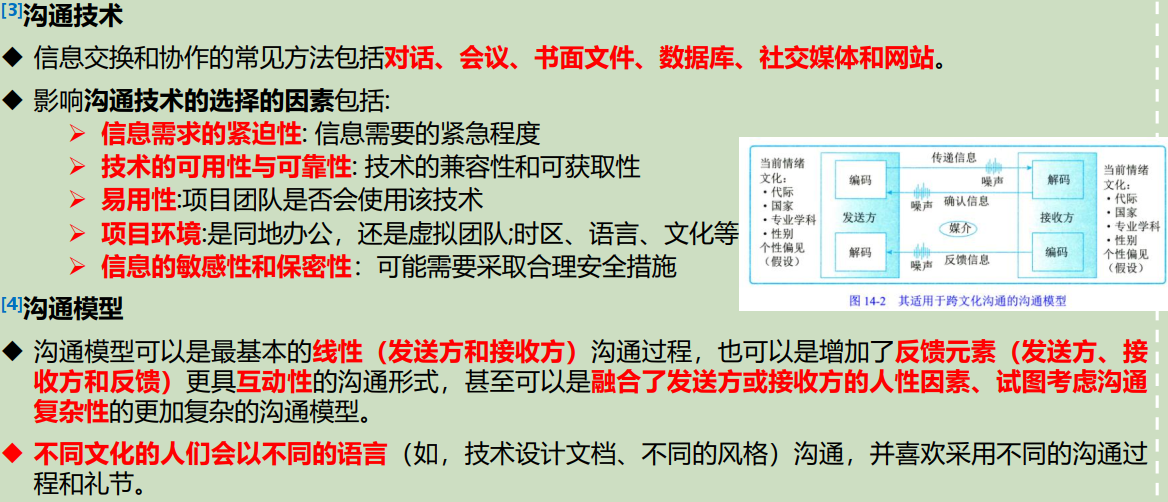 [3]沟通技术
◆ 信息交换和协作的常见方法包括对话、会议、书面文件、数据库、社交媒体和网站。
◆ 影响沟通技术的选择的因素包括:
➢ 信息需求的紧迫性: 信息需要的紧急程度
➢ 技术的可用性与可靠性: 技术的兼容性和可获取性
➢ 易用性:项目团队是否会使用该技术
➢ 项目环境:是同地办公，还是虚拟团队;时区、语言、文化等
➢ 信息的敏感性和保密性：可能需要采取合理安全措施
当前情绪
文化：
• 代际
• 国家
• 专业学科
• 性别
个性偏见
（假设）
编码
发送方
解码
传递信息
噪声
噪声
确认信息
媒介
反馈信息
噪声
解码
接收方
编码
当前情绪
文化：
• 代际
• 国家
• 专业学科
• 性别
个性偏见
（假设）
图 14-2 其适用于跨文化沟通的沟通模型
[4]沟通模型
◆ 沟通模型可以是最基本的线性（发送方和接收方）沟通过程，也可以是增加了反馈元素（发送方、接
收方和反馈）更具互动性的沟通形式，甚至可以是融合了发送方或接收方的人性因素、试图考虑沟通
复杂性的更加复杂的沟通模型。
◆ 不同文化的人们会以不同的语言（如，技术设计文档、不同的风格）沟通，并喜欢采用不同的沟通过
程和礼节。